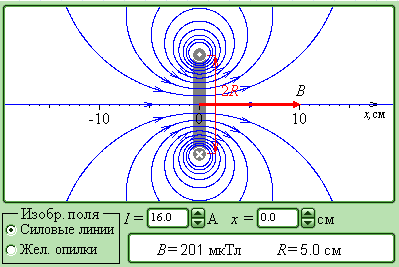 B
2R
-10 0 10 x, см
Изобр. поля
Силовые линии
Жел. опилки
I = 16.0 А x = 0.0 см
B = 201 мкТл R = 5.0 см